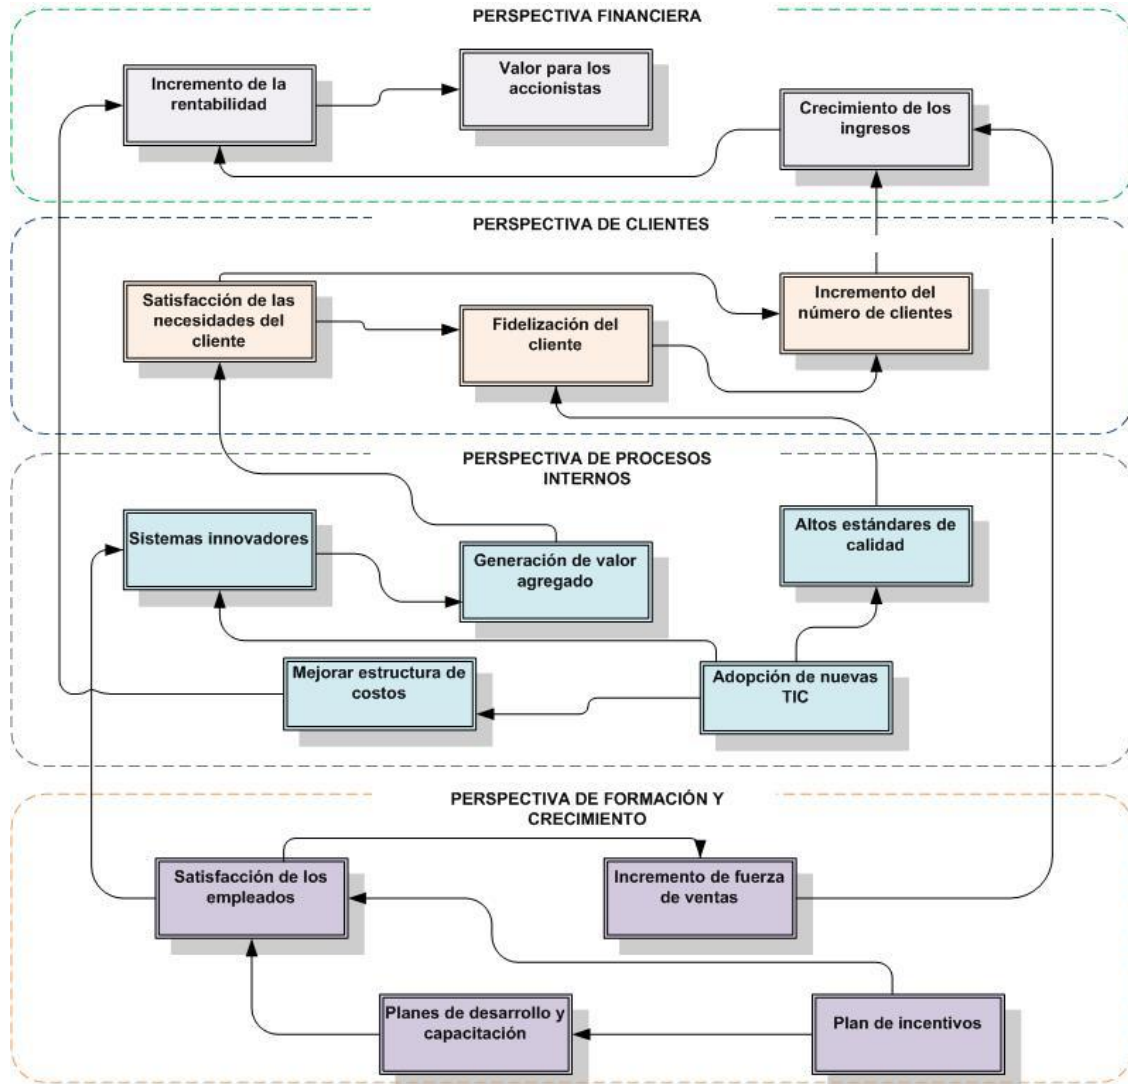 PERSPECTIVA FINANCIERA
Incremento de la
rentabilidad
Valor para los
accionistas
Crecimiento de los
ingresos
PERSPECTIVA DE CLIENTES
Satisfacción de las
necesidades del
cliente
Fidelización del
cliente
Incremento del
número de clientes
PERSPECTIVA DE PROCESOS
INTERNOS
Sistemas innovadores
Generación de valor
agregado
Altos estándares de
calidad
Mejorar estructura de
costos
Adopción de nuevas
TIC
PERSPECTIVA DE FORMACIÓN Y
CRECIMIENTO
Satisfacción de los
empleados
Incremento de fuerza
de ventas
Planes de desarrollo y
capacitación
Plan de incentivos